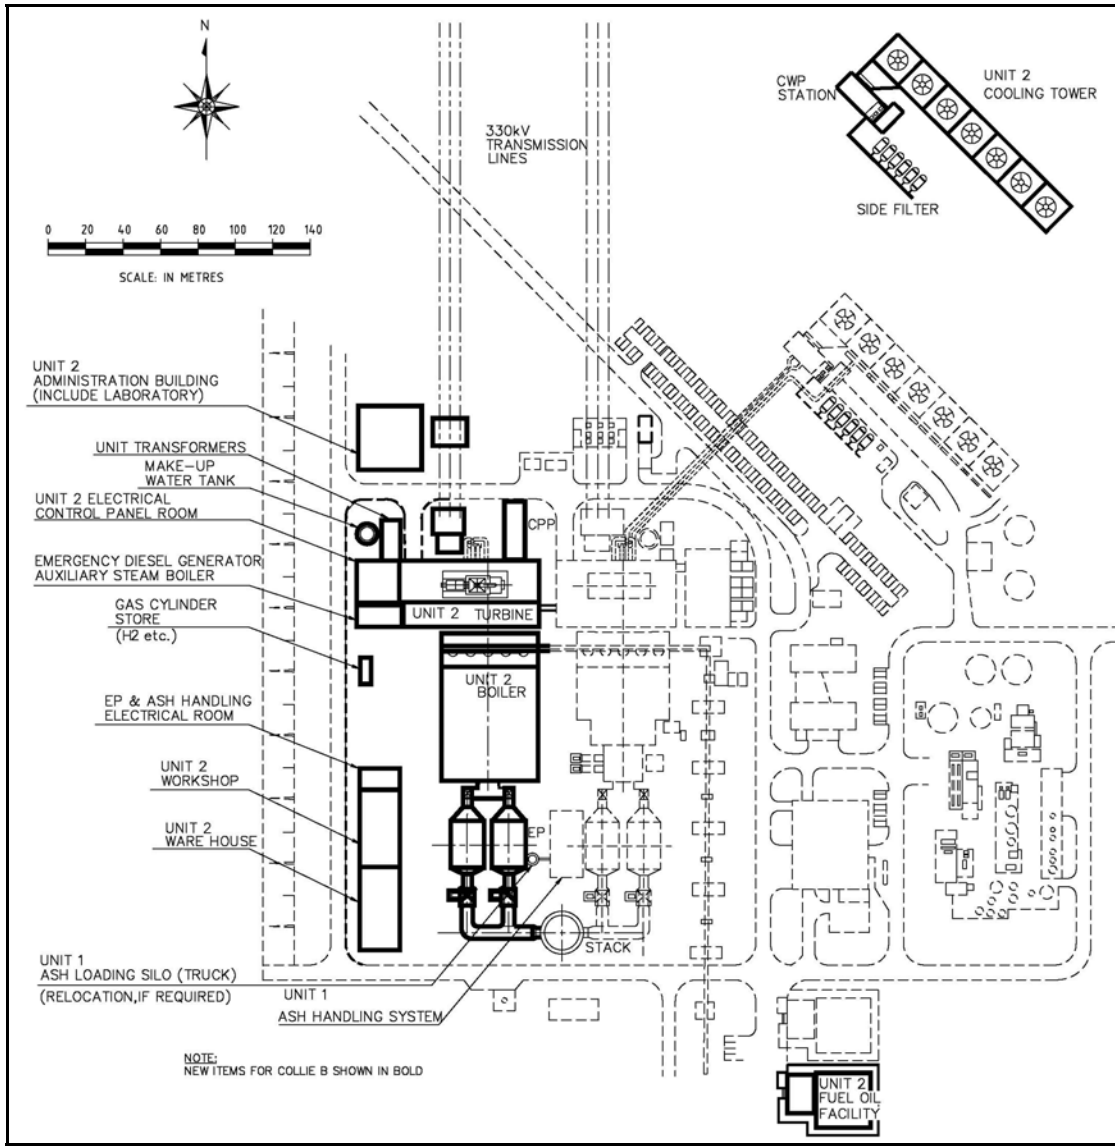 N
330kV
TRANSMISSION
LINES
CWP
STATION
UNIT 2
COOLING TOWER
SIDE FILTER
0 20 40 60 80 100 120 140
SCALE: IN METRES
UNIT 2
ADMINISTRATION BUILDING
(INCLUDE LABORATORY)
UNIT TRANSFORMERS
MAKE-UP
WATER TANK
UNIT 2 ELECTRICAL
CONTROL PANEL ROOM
CPP
EMERGENCY DIESEL GENERATOR
AUXILIARY STEAM BOILER
UNIT 2 TURBINE
GAS CYLINDER
STORE
(H2 etc.)
UNIT 2
BOILER
EP & ASH HANDLING
ELECTRICAL ROOM
UNIT 2
WORKSHOP
UNIT 2
WARE HOUSE
EP
STACK
UNIT 1
ASH LOADING SILO (TRUCK)
(RELOCATION,IF REQUIRED)
UNIT 1
ASH HANDLING SYSTEM
NOTE:
NEW ITEMS FOR COLLIE B SHOWN IN BOLD
UNIT 2
FUEL OIL
FACILITY